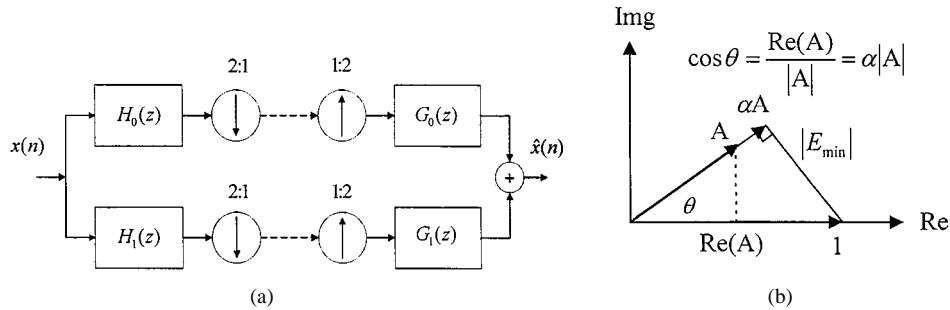 2:1
1:2
H₀(z)
G₀(z)
x(n)
x̂(n)
+
2:1
1:2
H₁(z)
G₁(z)
(a)
Img
cos θ = Re(A)/|A| = α|A|
αA
A
|E_min|
θ
Re(A)
1
Re
(b)